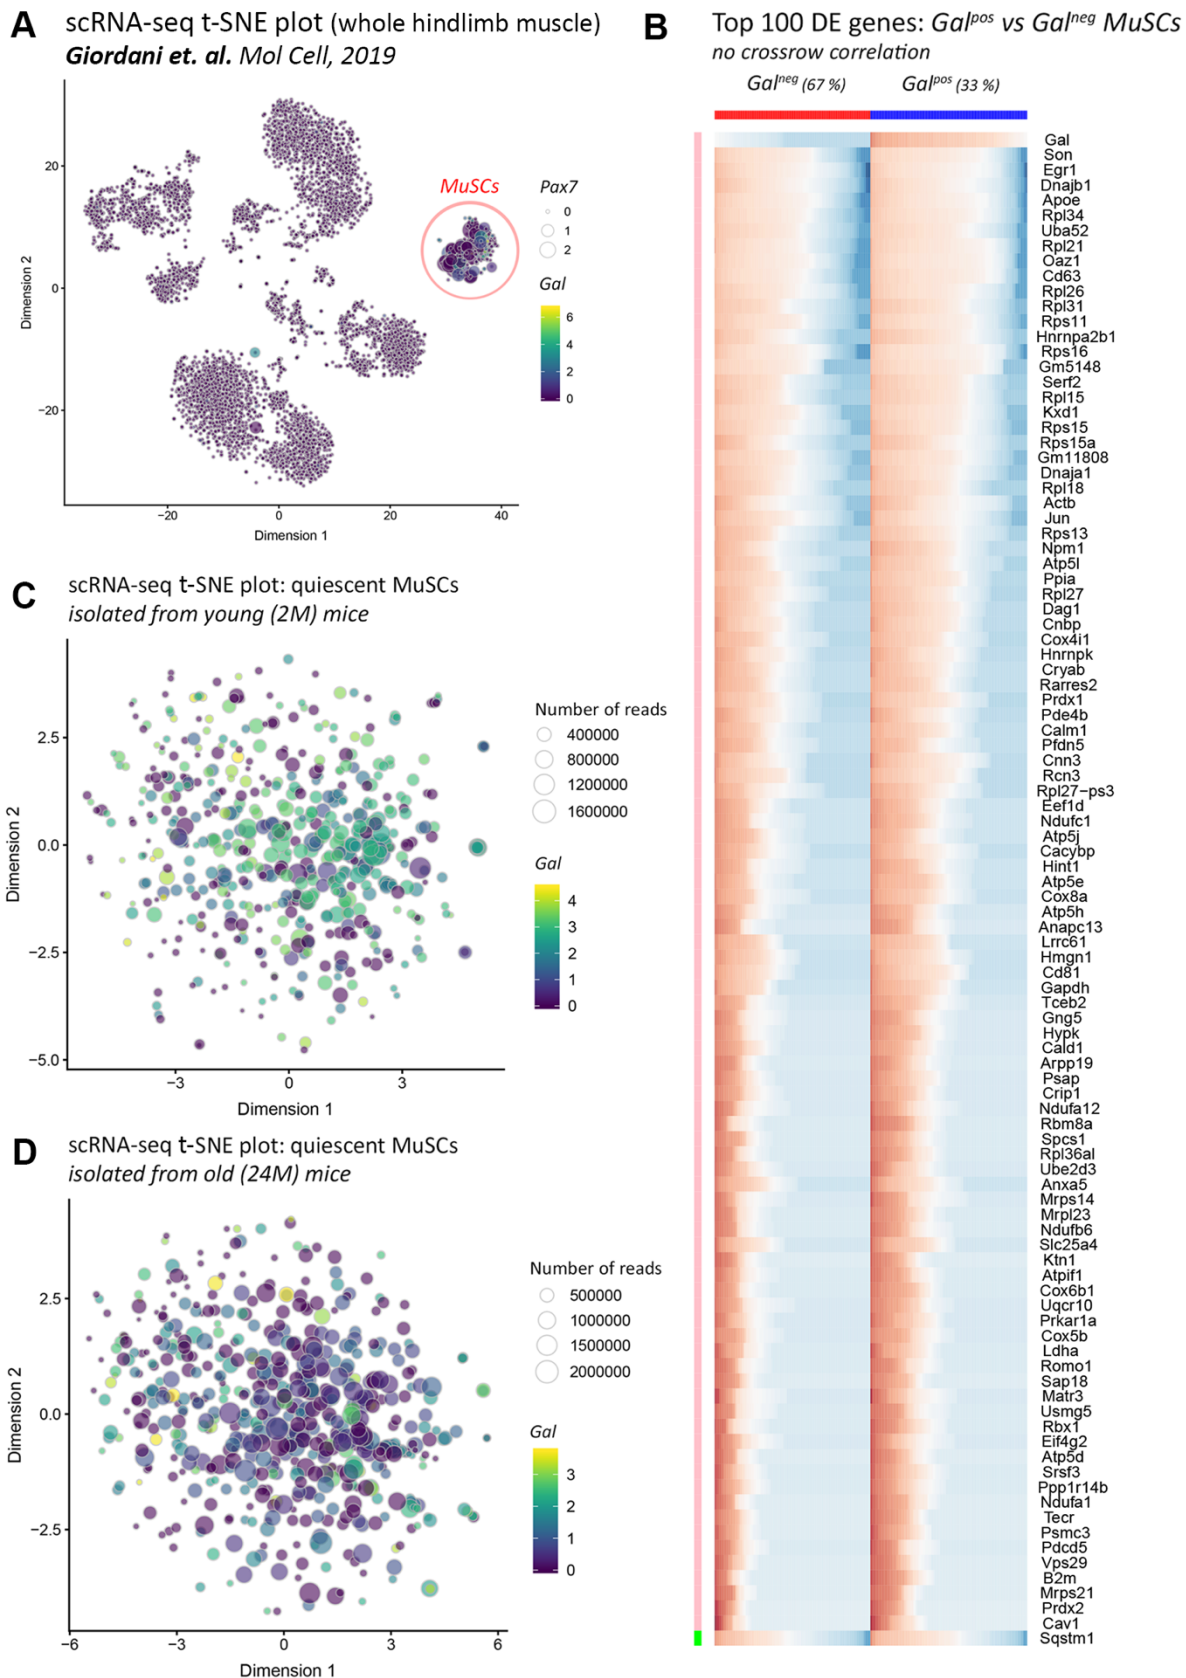 A
scRNA-seq t-SNE plot (whole hindlimb muscle)
Giordani et. al. Mol Cell, 2019
20
0
−20
Dimension 2
−20
0
20
40
Dimension 1
MuSCs
Pax7
0
1
2
Gal
6
4
2
0
B
Top 100 DE genes: Galpos vs Galneg MuSCs
no crossrow correlation
Galneg (67 %)
Galpos (33 %)
Gal
Son
Egr1
Dnajb1
Apoe
Rpl34
Uba52
Rpl21
Oaz1
Cd63
Rpl26
Rpl31
Rps11
Hnrnpa2b1
Rps16
Gm5148
Serf2
Rpl15
Kxd1
Rps15
Rps15a
Gm11808
Dnaja1
Rpl18
Actb
Jun
Rps13
Npm1
Atp5l
Ppia
Rpl27
Dag1
Cnbp
Cox4i1
Hnrnpk
Cryab
Rarres2
Prdx1
Pde4b
Calm1
Pfdn5
Cnn3
Rcn3
Rpl27−ps3
Eef1d
Ndufc1
Atp5j
Cacybp
Hint1
Atp5e
Cox8a
Atp5h
Anapc13
Lrrc61
Hmgn1
Cd81
Gapdh
Tceb2
Gng5
Hypk
Cald1
Arpp19
Psap
Crip1
Ndufa12
Rbm8a
Spcs1
Rpl36al
Ube2d3
Anxa5
Mrps14
Mrpl23
Ndufb6
Slc25a4
Ktn1
Atpif1
Cox6b1
Uqcr10
Prkar1a
Cox5b
Ldha
Romo1
Sap18
Matr3
Usmg5
Rbx1
Eif4g2
Atp5d
Srsf3
Ppp1r14b
Ndufa1
Tecr
Psmc3
Pdcd5
Vps29
B2m
Mrps21
Prdx2
Cav1
Sqstm1
C
scRNA-seq t-SNE plot: quiescent MuSCs
isolated from young (2M) mice
2.5
0.0
−2.5
−5.0
Dimension 2
−3
0
3
Dimension 1
Number of reads
400000
800000
1200000
1600000
Gal
4
3
2
1
0
D
scRNA-seq t-SNE plot: quiescent MuSCs
isolated from old (24M) mice
2.5
0.0
−2.5
Dimension 2
−6
−3
0
3
6
Dimension 1
Number of reads
500000
1000000
1500000
2000000
Gal
3
2
1
0